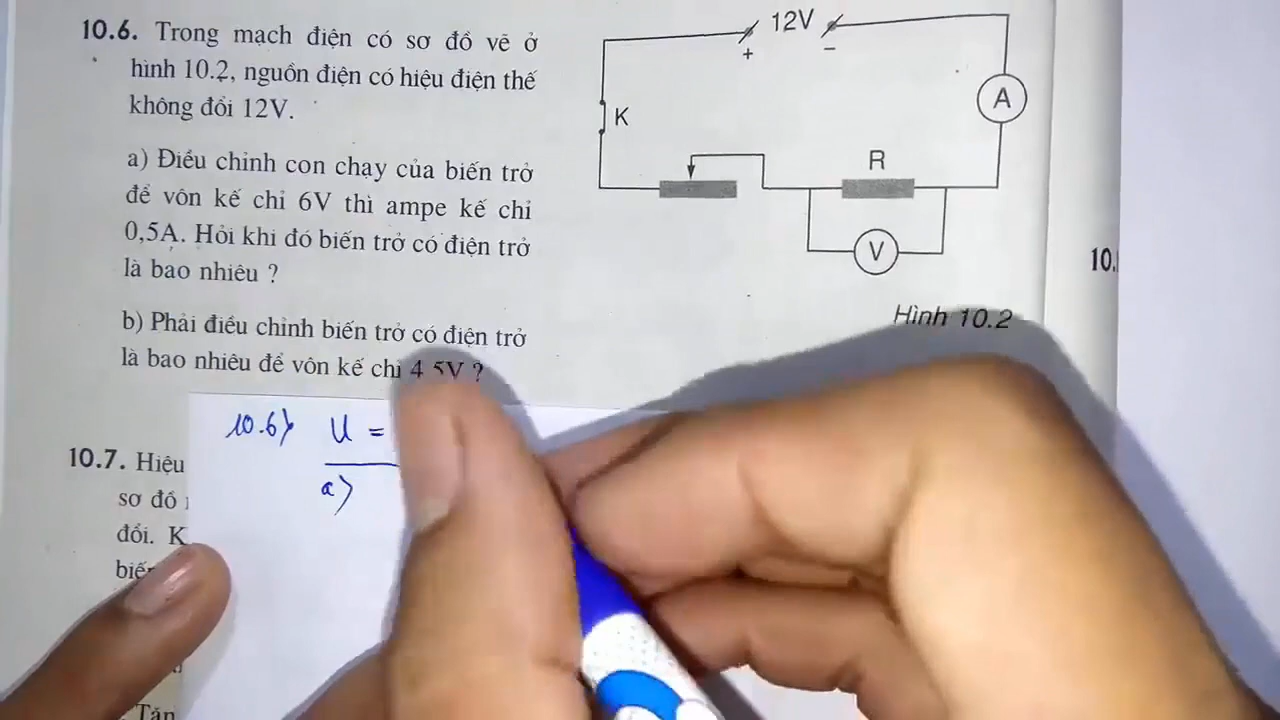 10.6. Trong mạch điện có sơ đồ vẽ ở
hình 10.2, nguồn điện có hiệu điện thế
không đổi 12V.
a) Điều chỉnh con chạy của biến trở
để vôn kế chỉ 6V thì ampe kế chỉ
0,5A. Hỏi khi đó biến trở có điện trở
là bao nhiêu ?
b) Phải điều chỉnh biến trở có điện trở
là bao nhiêu để vôn kế chỉ 4 5V ?
12V
+
−
K
A
R
V
Hình 10.2
10.
10.6) U =
a)
10.7. Hiệu
sơ đồ
đổi. K
Tăn